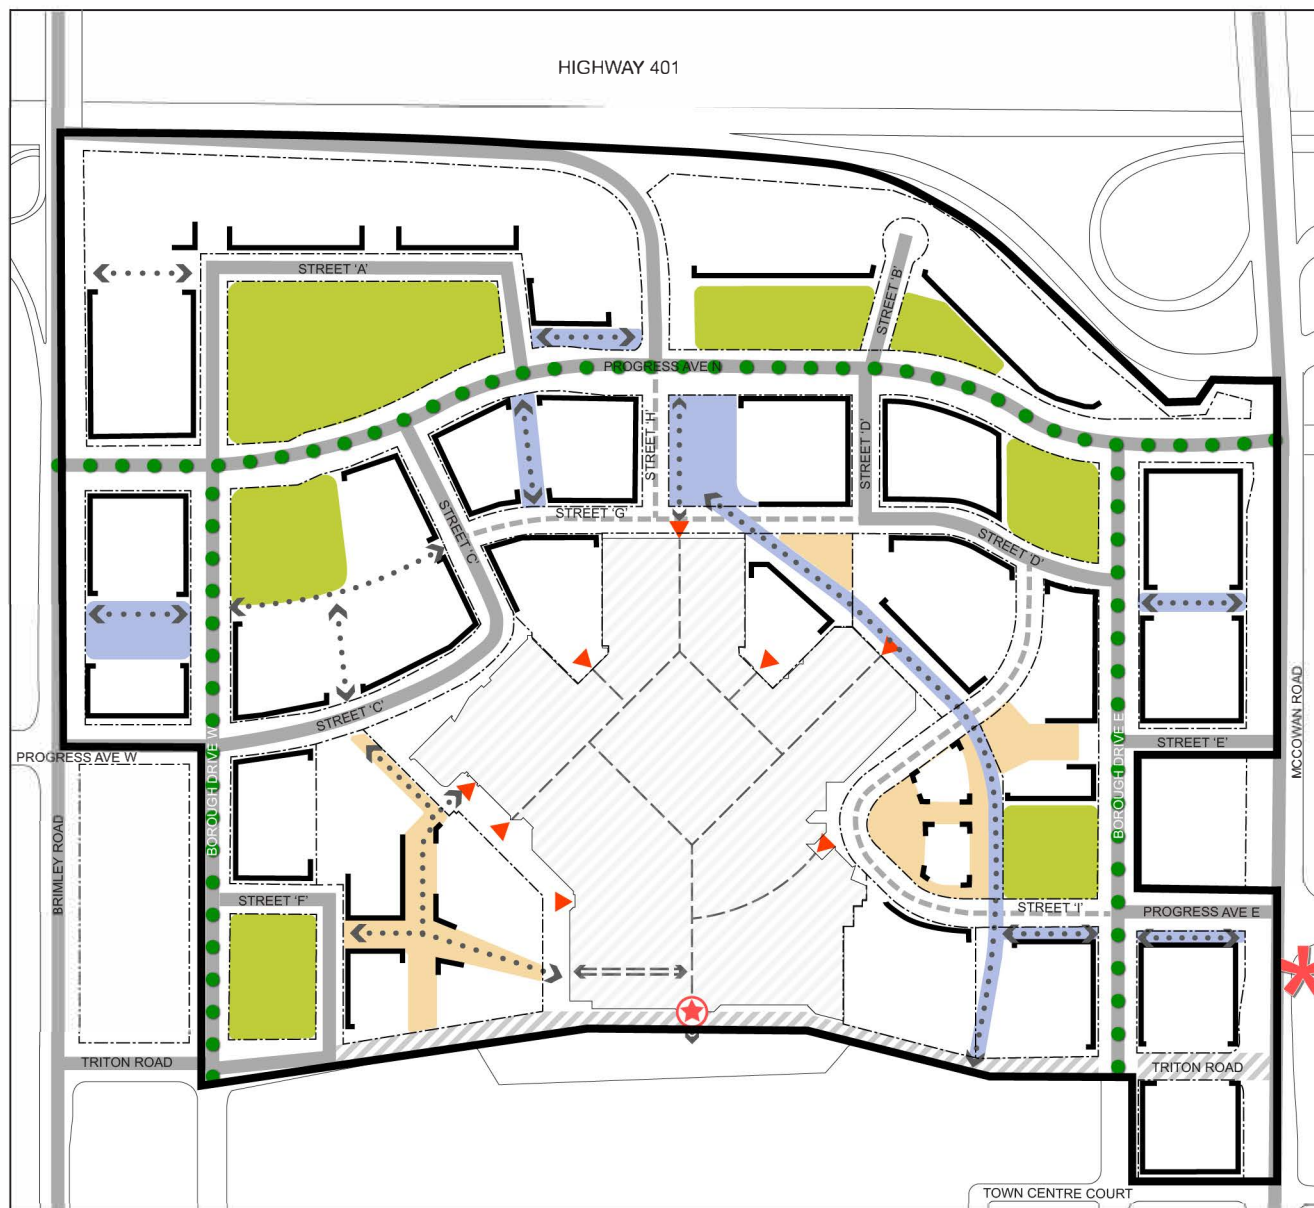 HIGHWAY 401
STREET 'A'
STREET 'B'
PROGRESS AVE N
STREET 'H'
STREET 'D'
STREET 'G'
STREET 'C'
STREET 'D'
STREET 'C'
PROGRESS AVE W
BOROUGH DRIVE W
BOROUGH DRIVE E
STREET 'E'
MCCOWAN ROAD
BRIMLEY ROAD
STREET 'F'
STREET 'I'
PROGRESS AVE E
TRITON ROAD
TRITON ROAD
TOWN CENTRE COURT